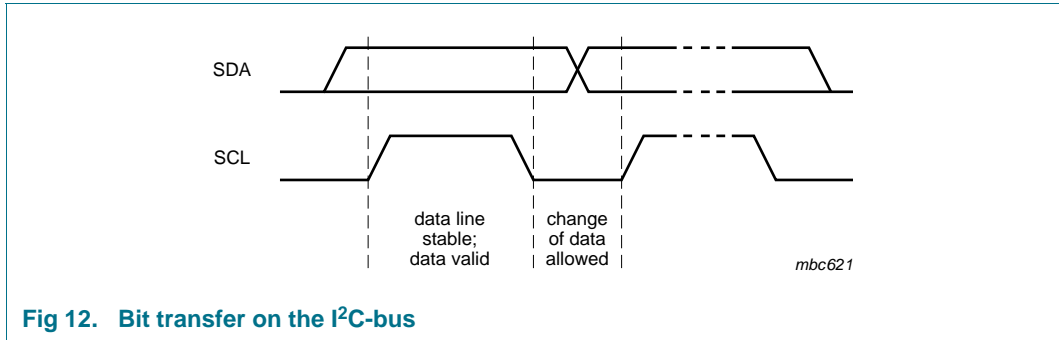 SDA
SCL
data line
stable;
data valid
change
of data
allowed
mbc621
Fig 12. Bit transfer on the I²C-bus